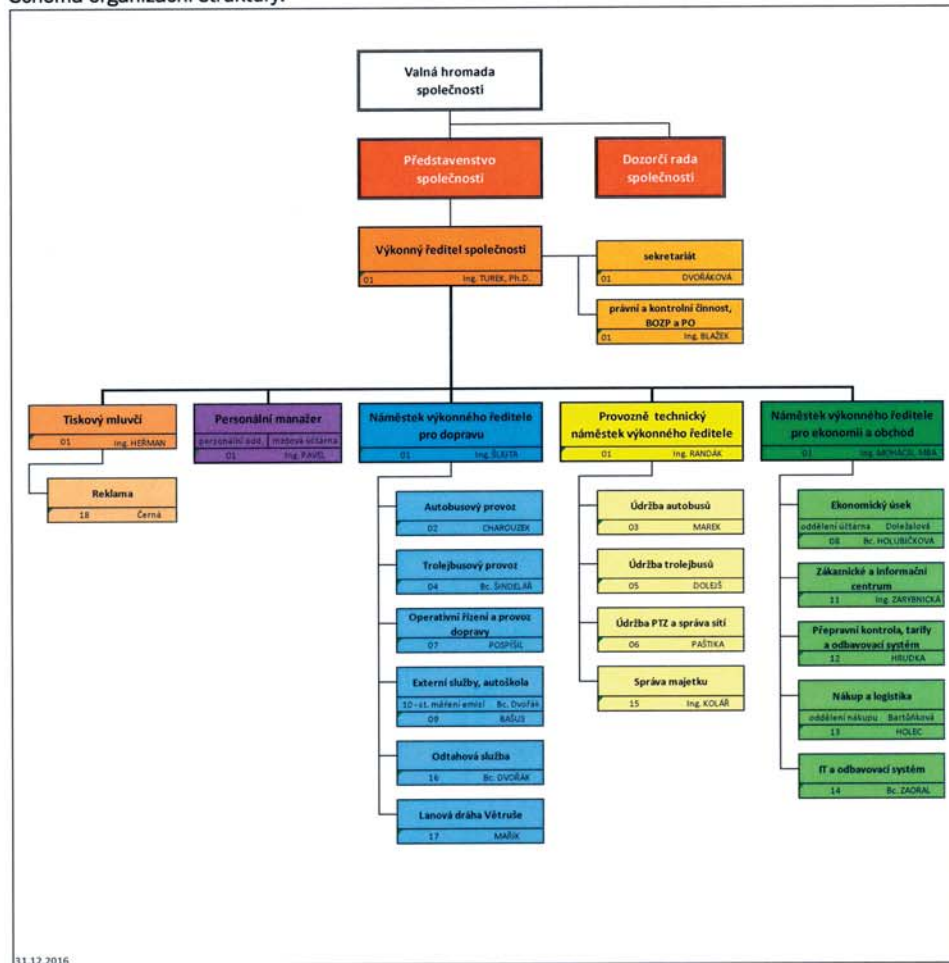 Schéma organizační struktury:
Valná hromada
společnosti
Představenstvo
společnosti
Dozorčí rada
společnosti
Výkonný ředitel společnosti
01 Ing. TUREK, Ph.D.
sekretariát
01 DVOŘÁKOVÁ
právní a kontrolní činnost,
BOZP a PO
01 Ing. BLAŽEK
Tiskový mluvčí
01 Ing. HEŘMAN
Reklama
18 Černá
Personální manažer
personální odd. mzdová účtárna
01 Ing. PAVEL
Náměstek výkonného ředitele
pro dopravu
01 Ing. ŠLEJTR
Autobusový provoz
02 CHAROUZEK
Trolejbusový provoz
04 Bc. ŠINDELÁŘ
Operativní řízení a provoz
dopravy
07 POSPÍŠIL
Externí služby, autoškola
10 - st. měření emisí Bc. Dvořák
09 BAŠUS
Odtahová služba
16 Bc. DVOŘÁK
Lanová dráha Větruše
17 MAŘÍK
Provozně technický
náměstek výkonného ředitele
01 Ing. RANDÁK
Údržba autobusů
03 MAREK
Údržba trolejbusů
05 DOLEJŠ
Údržba PTZ a správa sítí
06 PAŠTIKA
Správa majetku
15 Ing. KOLÁŘ
Náměstek výkonného ředitele
pro ekonomii a obchod
01 Ing. MBA
Ekonomický úsek
oddělení účtárna Doležalová
08 Bc. HOLUBIČKOVÁ
Zákaznické a informační
centrum
11 Ing. ZARYBNICKÁ
Přepravní kontrola, tarify
a odbavovací systém
12 HRUDKA
Nákup a logistika
oddělení nákupu Bartůňková
13 HOLEC
IT a odbavovací systém
14 Bc. ZAORAL
31.12.2016